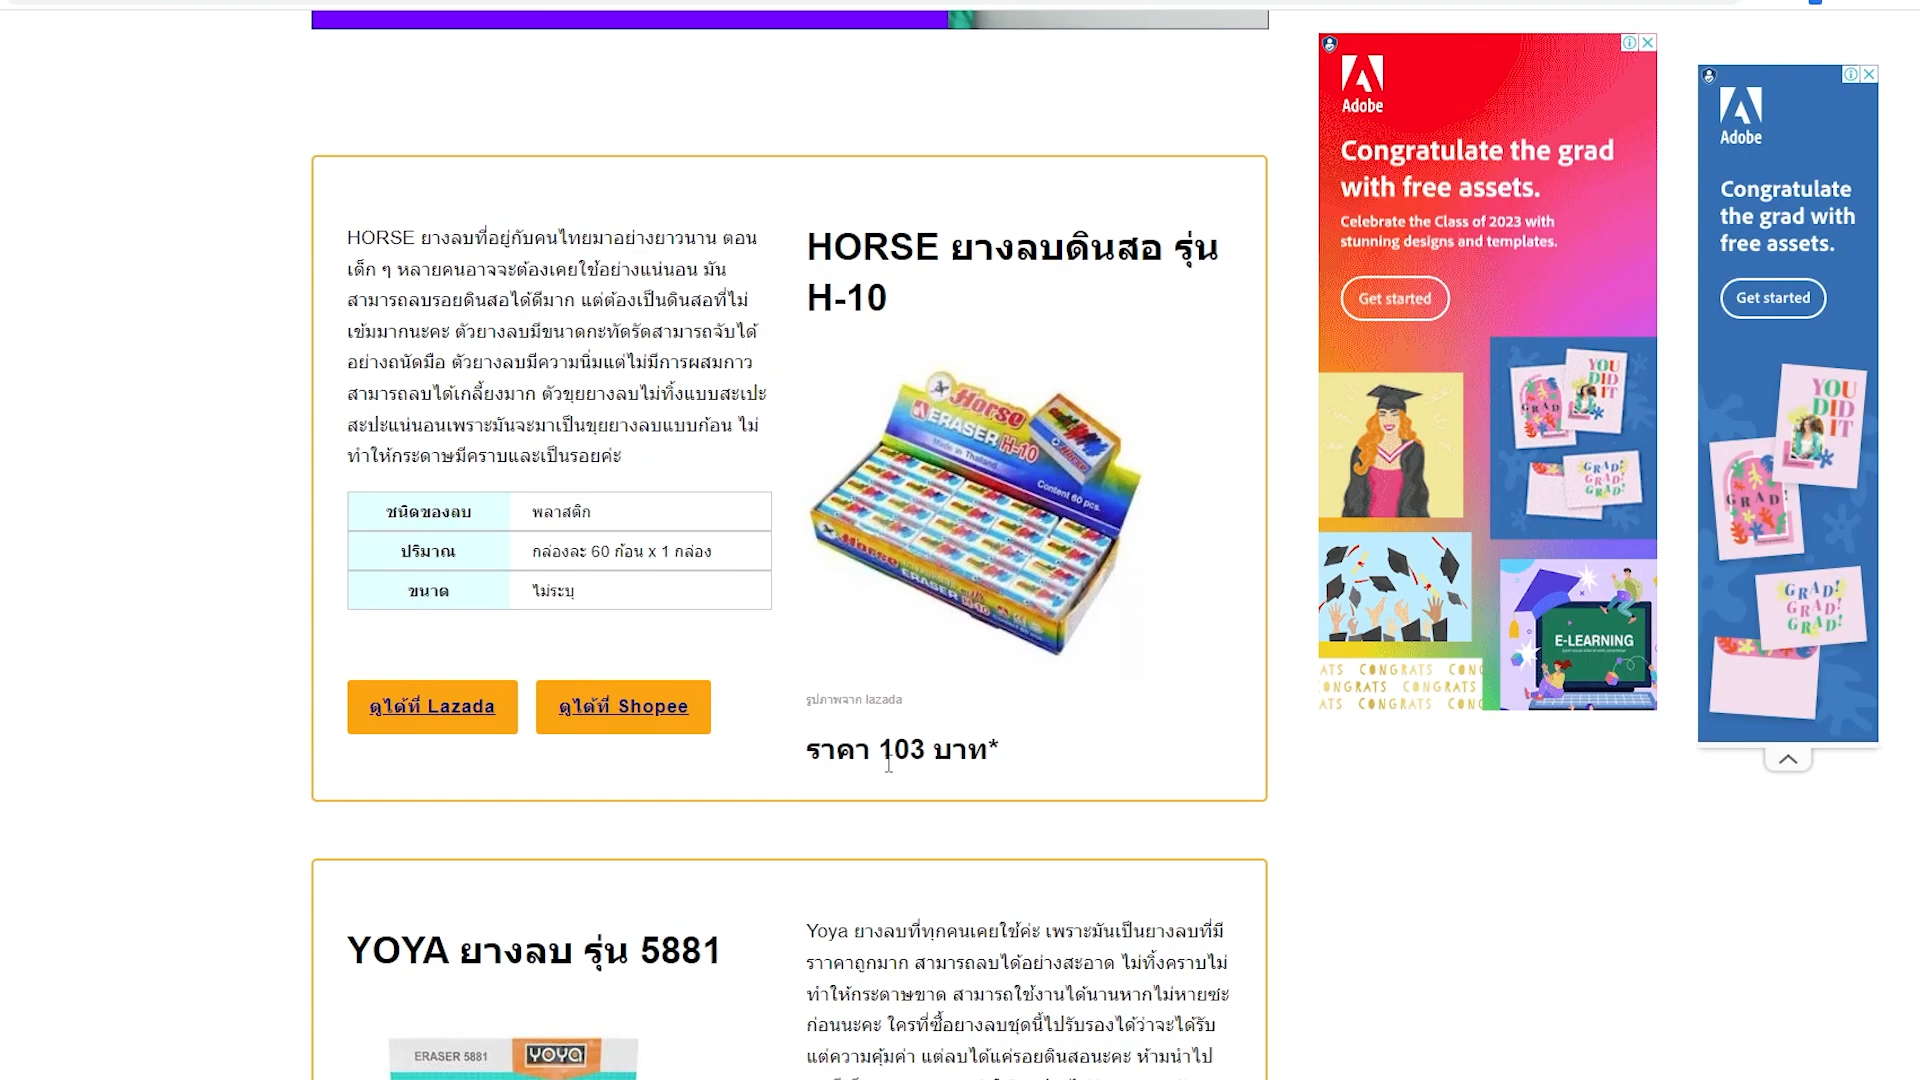 HORSE ยางลบที่อยู่กับคนไทยมาอย่างยาวนาน ตอน
เด็ก ๆ หลายคนอาจจะต้องเคยใช้อย่างแน่นอน มัน
สามารถลบรอยดินสอได้ดีมาก แต่ต้องเป็นดินสอที่ไม่
เข้มมากนะคะ ตัวยางลบมีขนาดกะทัดรัดสามารถจับได้
อย่างถนัดมือ ตัวยางลบมีความนิ่มแต่ไม่มีการผสมกาว
สามารถลบได้เกลี้ยงมาก ตัวขุยยางลบไม่ทิ้งแบบสะเปะ
สะปะแน่นอนเพราะมันจะมาเป็นขุยยางลบแบบก้อน ไม่
ทำให้กระดาษมีคราบและเป็นรอยค่ะ
ชนิดของลบ พลาสติก
ปริมาณ กล่องละ 60 ก้อน x 1 กล่อง
ขนาด ไม่ระบุ
ดูได้ที่ Lazada
ดูได้ที่ Shopee
HORSE ยางลบดินสอ รุ่น
H-10
Horse
ERASER H-10
Made in Thailand
Content 60 pcs.
Horse
Horse
ERASER H-10
รูปภาพจาก lazada
ราคา 103 บาท*
YOYA ยางลบ รุ่น 5881
ERASER 5881
YOYA
Yoya ยางลบที่ทุกคนเคยใช้ค่ะ เพราะมันเป็นยางลบที่มี
ราาคาถูกมาก สามารถลบได้อย่างสะอาด ไม่ทิ้งคราบไม่
ทำให้กระดาษขาด สามารถใช้งานได้นานหากไม่หายซะ
ก่อนนะคะ ใครที่ซื้อยางลบชุดนี้ไปรับรองได้ว่าจะได้รับ
แต่ความคุ้มค่า แต่ลบได้แค่รอยดินสอนะคะ ห้ามนำไป
Adobe
Congratulate the grad
with free assets.
Celebrate the Class of 2023 with
stunning designs and templates.
Get started
YOU
DID
IT
GRAD
GRAD!
GRAD!
E-LEARNING
ATS CONGRATS CONG
ONGRATS CONGRATS
ATS CONGRATS CONG
Adobe
Congratulate
the grad with
free assets.
Get started
YOU
DID
IT
GRAD!
GRAD!
GRAD!
GRAD!